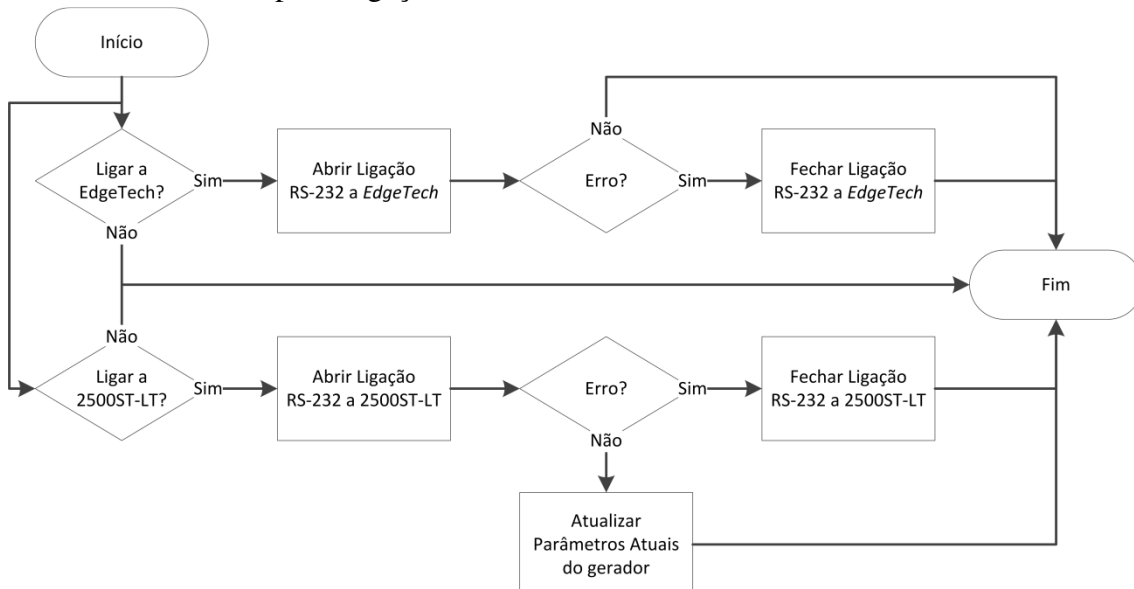 Início
Ligar a
EdgeTech?
Sim
Não
Abrir Ligação
RS-232 a EdgeTech
Não
Erro?
Sim
Fechar Ligação
RS-232 a EdgeTech
Fim
Não
Ligar a
2500ST-LT?
Sim
Abrir Ligação
RS-232 a 2500ST-LT
Erro?
Sim
Não
Fechar Ligação
RS-232 a 2500ST-LT
Atualizar
Parâmetros Atuais
do gerador